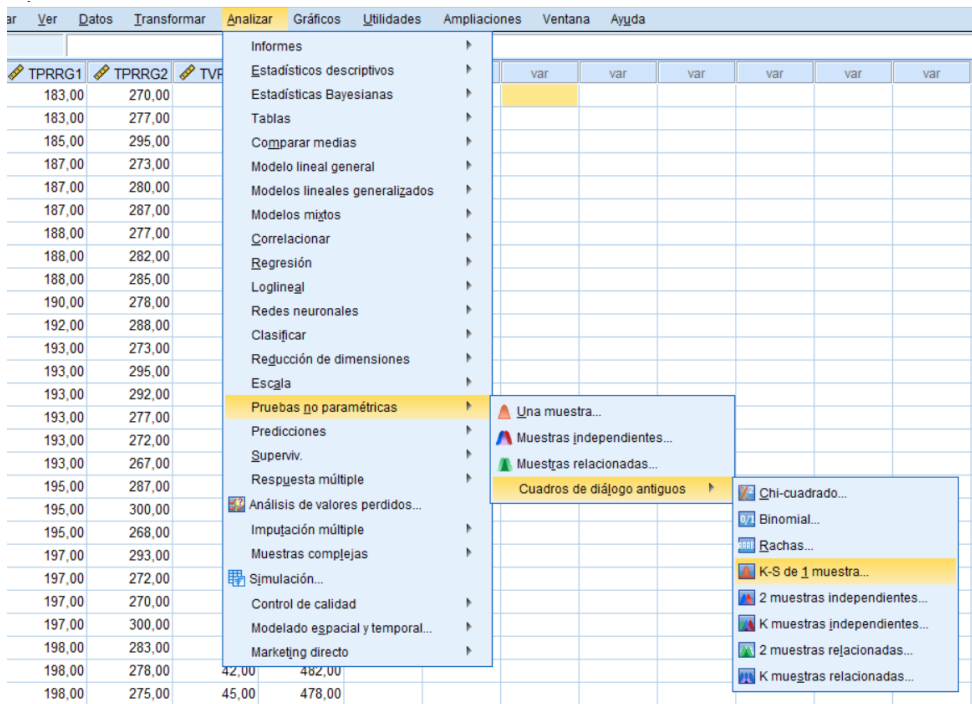 ar Ver Datos Transformar Analizar Gráficos Utilidades Ampliaciones Ventana Ayuda
TPRRG1 TPRRG2 TVF var var var var var var
183,00 270,00
183,00 277,00
185,00 295,00
187,00 273,00
187,00 280,00
187,00 287,00
188,00 277,00
188,00 282,00
188,00 285,00
190,00 278,00
192,00 288,00
193,00 273,00
193,00 295,00
193,00 292,00
193,00 277,00
193,00 272,00
193,00 267,00
195,00 287,00
195,00 300,00
195,00 268,00
197,00 293,00
197,00 272,00
197,00 270,00
197,00 300,00
198,00 283,00
198,00 278,00 42,00 482,00
198,00 275,00 45,00 478,00
Informes
Estadísticos descriptivos
Estadísticas Bayesianas
Tablas
Comparar medias
Modelo lineal general
Modelos lineales generalizados
Modelos mixtos
Correlacionar
Regresión
Loglineal
Redes neuronales
Clasificar
Reducción de dimensiones
Escala
Pruebas no paramétricas
Predicciones
Superviv.
Respuesta múltiple
Análisis de valores perdidos...
Imputación múltiple
Muestras complejas
Simulación...
Control de calidad
Modelado espacial y temporal...
Marketing directo
Una muestra...
Muestras independientes...
Muestras relacionadas...
Cuadros de diálogo antiguos
Chi-cuadrado...
Binomial...
Rachas...
K-S de 1 muestra...
2 muestras independientes...
K muestras independientes...
2 muestras relacionadas...
K muestras relacionadas...